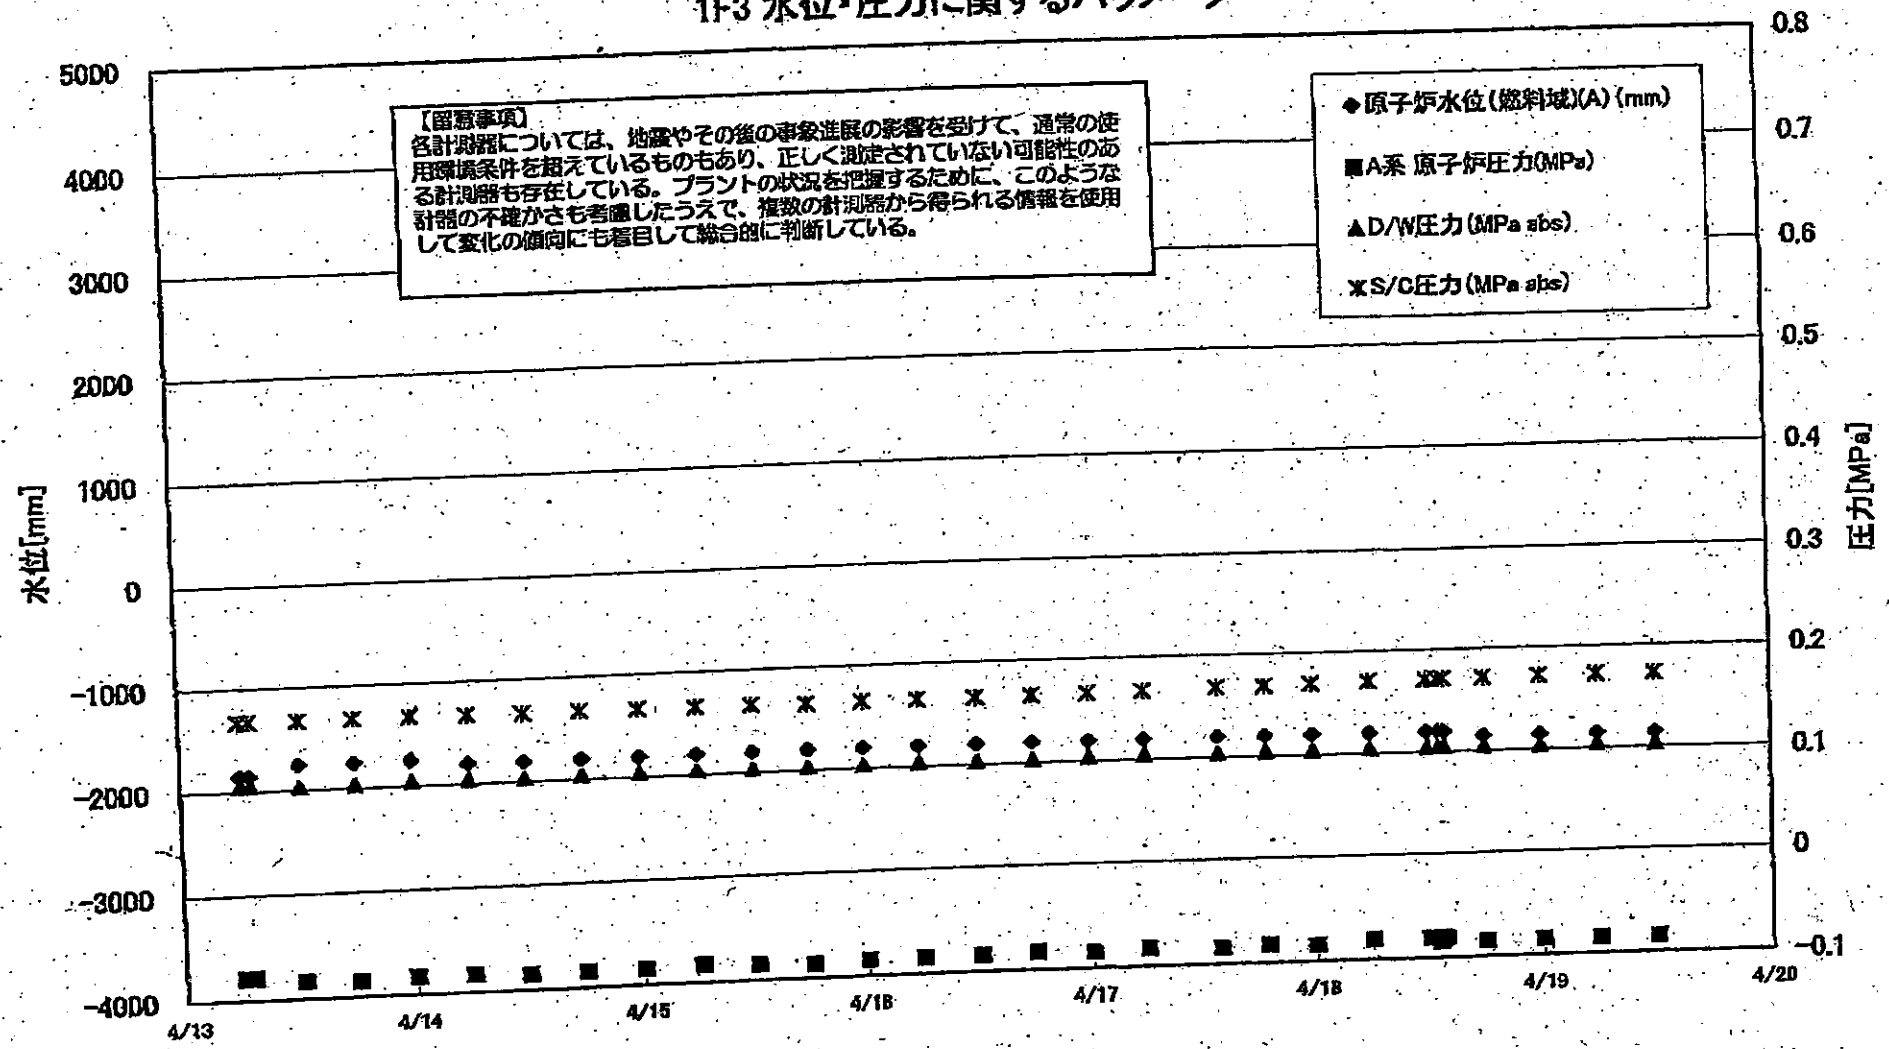 1F3 水位・圧力に関するパラメータ
【留意事項】
各計測器については、地震やその後の事象進展の影響を受けて、通常の使
用環境条件を超えているものもあり、正しく測定されていない可能性のあ
る計測器も存在している。プラントの状況を把握するために、このような
計器の不確かさも考慮したうえで、複数の計測器から得られる情報を使用
して変化の傾向にも着目して総合的に判断している。
◆原子炉水位(燃料域)(A)(mm)
■A系 原子炉圧力(MPa)
▲D/W圧力(MPa abs)
S/C圧力(MPa abs)
水位[mm]
5000
4000
3000
2000
1000
0
-1000
-2000
-3000
-4000
圧力[MPa]
0.8
0.7
0.6
0.5
0.4
0.3
0.2
0.1
0
-0.1
4/13
4/14
4/15
4/16
4/17
4/18
4/19
4/20